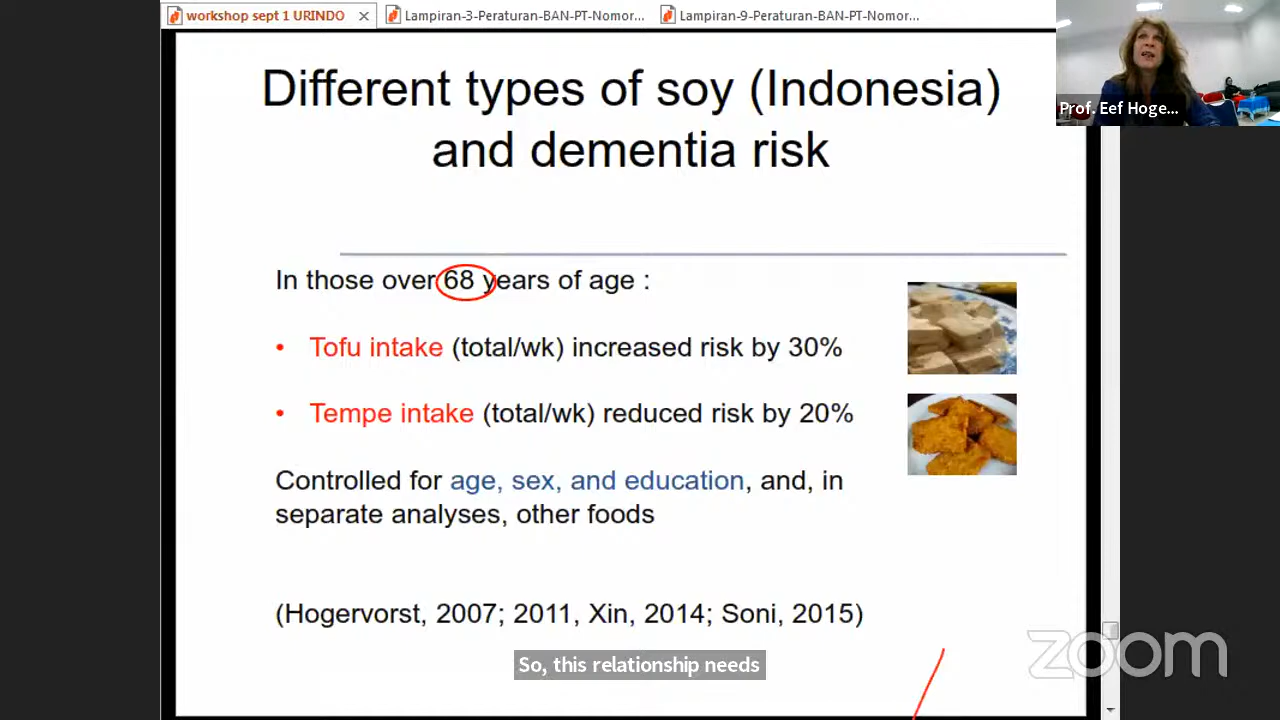 workshop sept 1 URINDO
Lampiran-3-Peraturan-BAN-PT-Nomor...
Lampiran-9-Peraturan-BAN-PT-Nomor...
Prof. Eef Hoge...
Different types of soy (Indonesia)
and dementia risk
In those over 68 years of age :
• Tofu intake (total/wk) increased risk by 30%
• Tempe intake (total/wk) reduced risk by 20%
Controlled for age, sex, and education, and, in
separate analyses, other foods
(Hogervorst, 2007; 2011, Xin, 2014; Soni, 2015)
So, this relationship needs
zoom